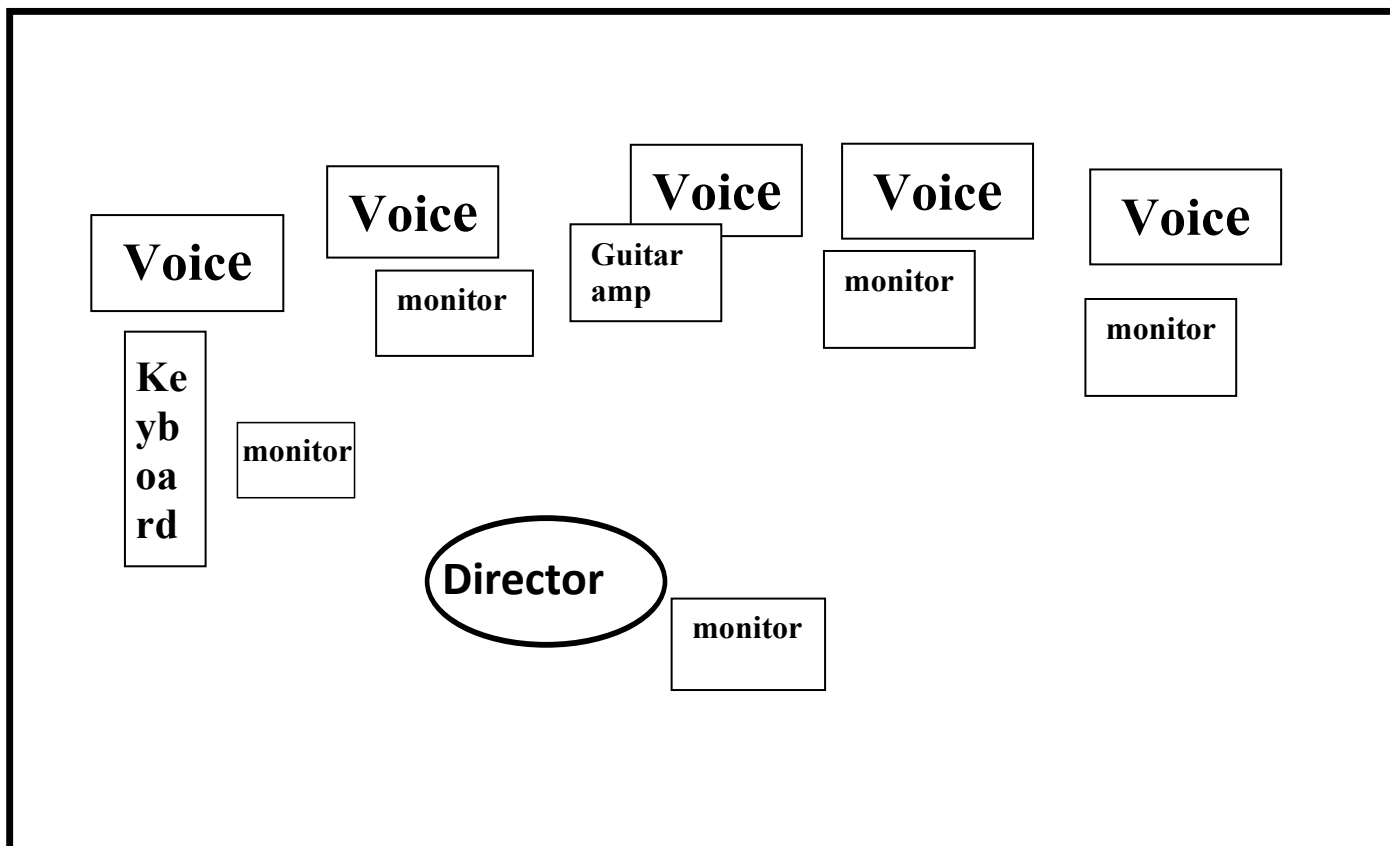 Voice
Voice
Voice
Voice
Voice
Guitar
amp
monitor
monitor
monitor
Ke
yb
oa
rd
monitor
Director
monitor